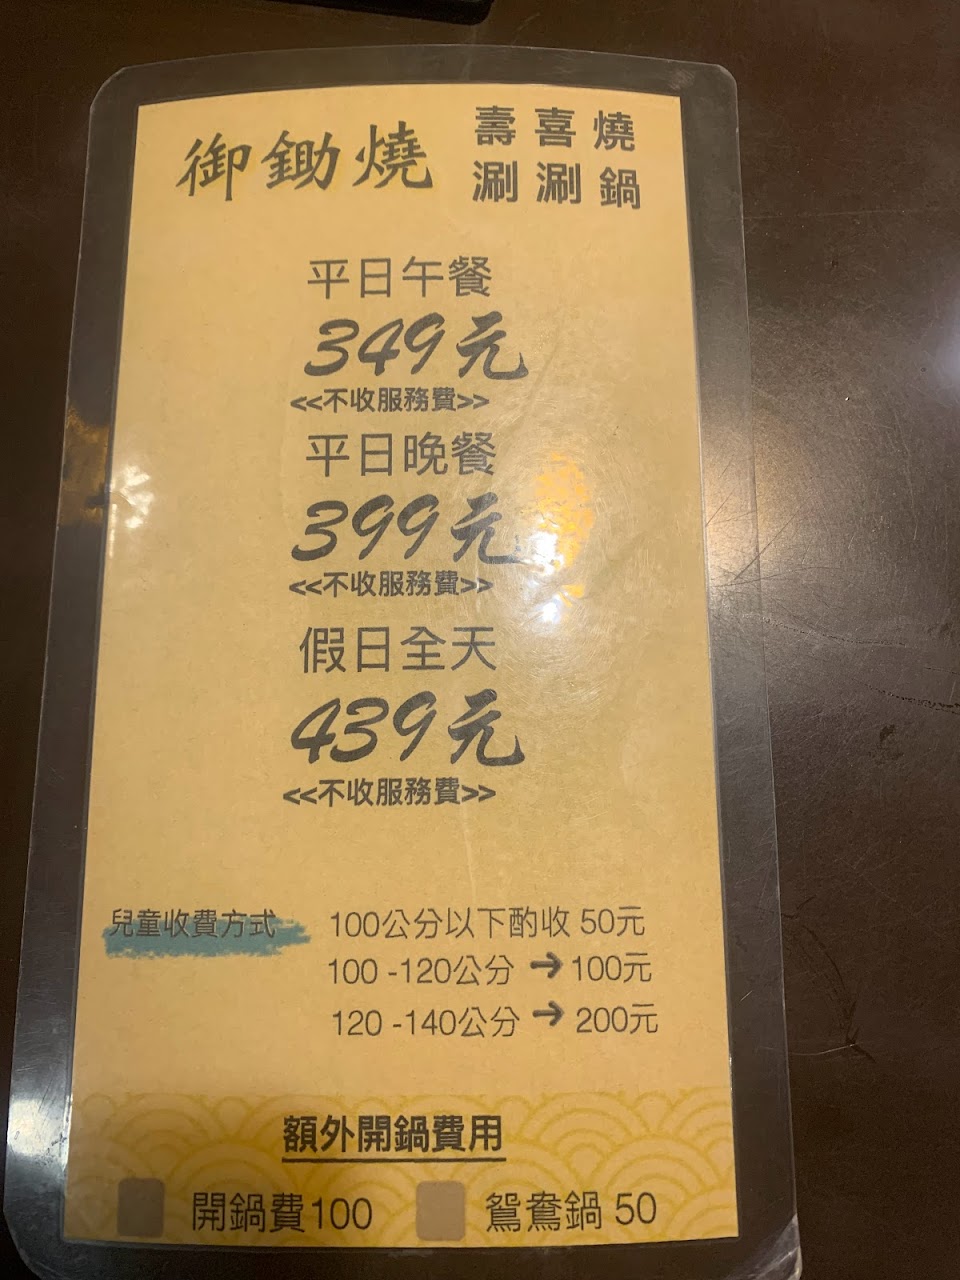 御鋤燒
壽喜燒
涮涮鍋
平日午餐
349元
<<不收服務費>>
平日晚餐
399元
<<不收服務費>>
假日全天
439元
<<不收服務費>>
兒童收費方式 100公分以下酌收 50元
100 -120公分 ➔ 100元
120 -140公分 ➔ 200元
額外開鍋費用
開鍋費100 鴛鴦鍋 50